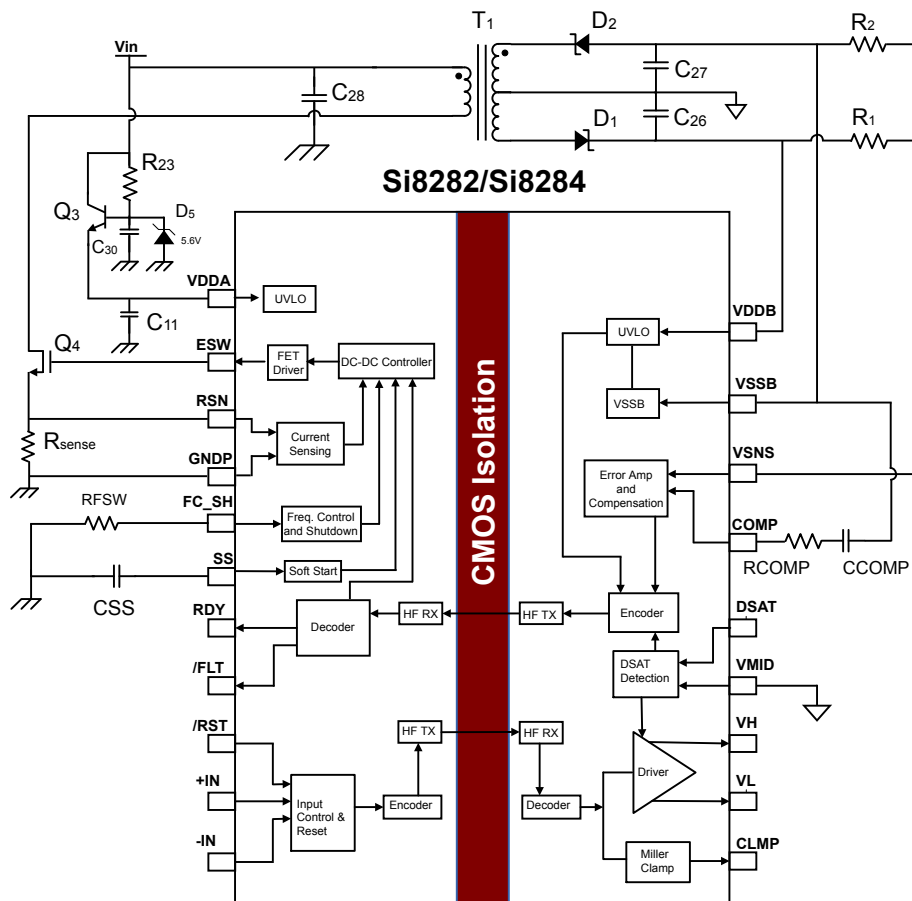 T1
D2
R2
Vin
C27
C28
C26
R1
D1
R23
Si8282/Si8284
Q3
D5
5.6V
C30
VDDA
UVLO
C11
VDDB
UVLO
Q4
ESW
FET
Driver
DC-DC Controller
VSSB
VSSB
RSN
Rsense
Current
Sensing
GNDP
VSNS
Error Amp
and
Compensation
RFSW
FC_SH
Freq. Control
and Shutdown
COMP
RCOMP
CCOMP
SS
Soft Start
CSS
CMOS Isolation
RDY
Decoder
HF RX
HF TX
Encoder
DSAT
/FLT
DSAT
Detection
VMID
/RST
HF TX
HF RX
VH
+IN
Input
Control &
Reset
Encoder
Decoder
Driver
VL
-IN
Miller
Clamp
CLMP